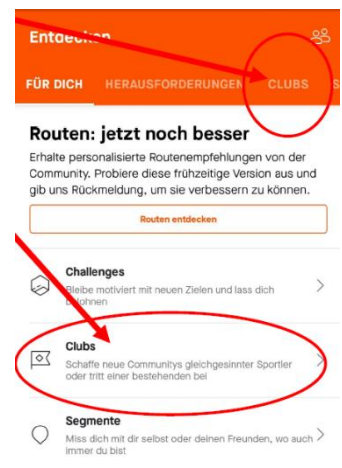 Entdecken
FÜR DICH HERAUSFORDERUNGEN CLUBS S
Routen: jetzt noch besser
Erhalte personalisierte Routenempfehlungen von der
Community. Probiere diese frühzeitige Version aus und
gib uns Rückmeldung, um sie verbessern zu können.
Routen entdecken
Challenges
Bleibe motiviert mit neuen Zielen und lass dich
belohnen
Clubs
Schaffe neue Communitys gleichgesinnter Sportler
oder tritt einer bestehenden bei
Segmente
Miss dich mit dir selbst oder deinen Freunden, wo auch
immer du bist